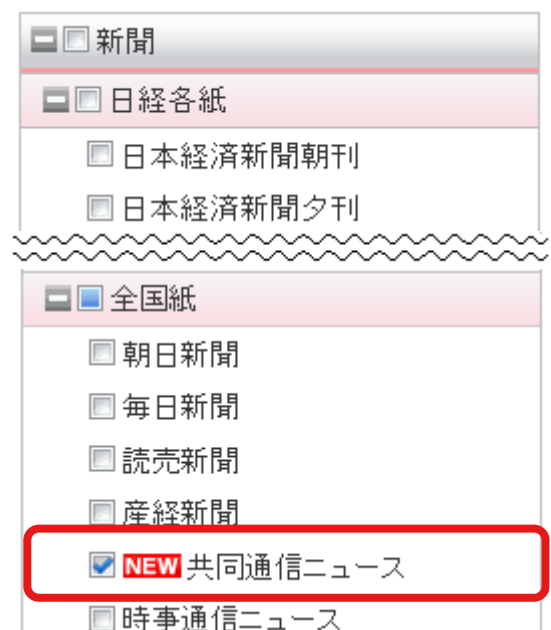 新聞
日経各紙
日本経済新聞朝刊
日本経済新聞夕刊
全国紙
朝日新聞
毎日新聞
読売新聞
産経新聞
NEW 共同通信ニュース
時事通信ニュース